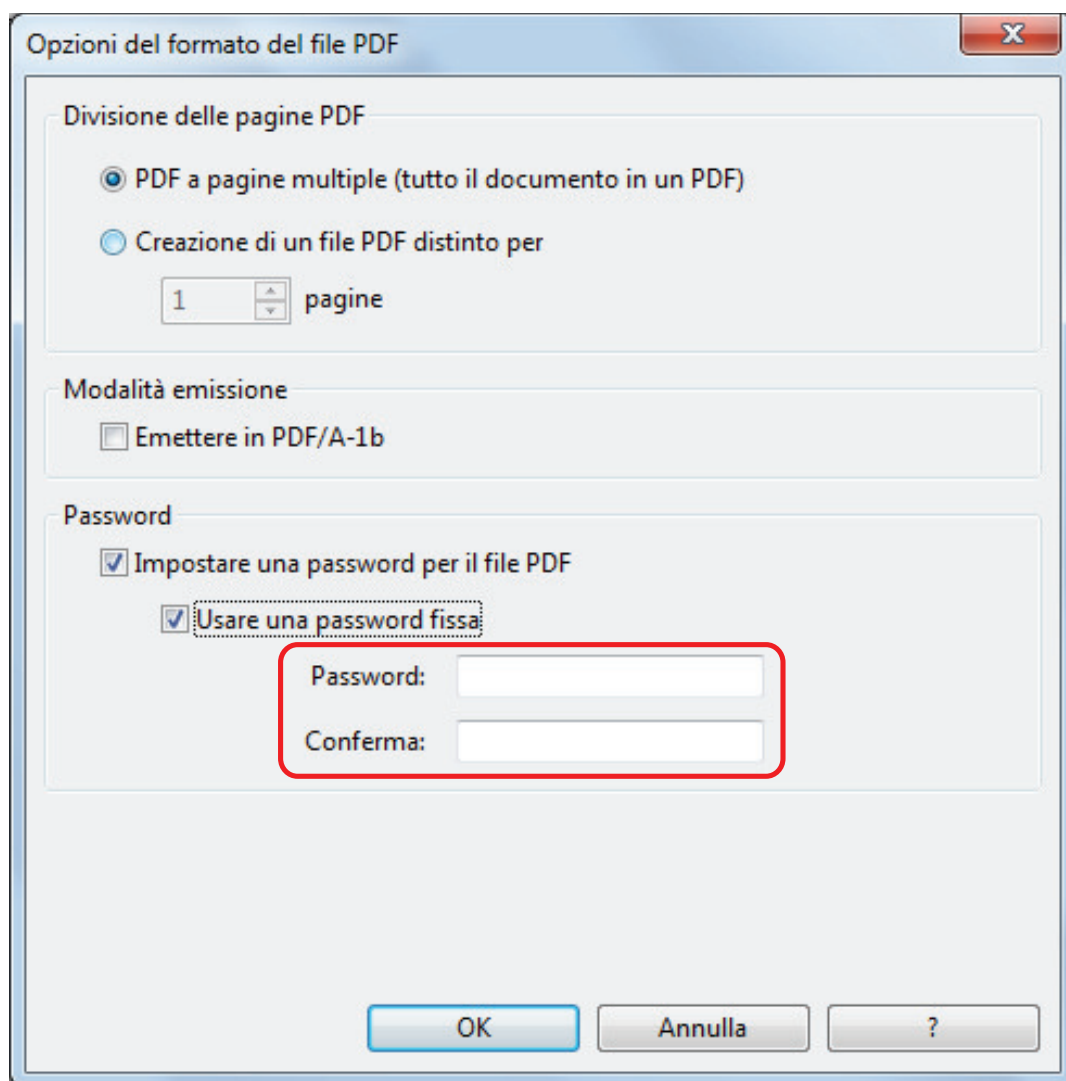 Opzioni del formato del file PDF
Divisione delle pagine PDF
PDF a pagine multiple (tutto il documento in un PDF)
Creazione di un file PDF distinto per
1 pagine
Modalità emissione
Emettere in PDF/A-1b
Password
Impostare una password per il file PDF
Usare una password fissa
Password:
Conferma:
OK Annulla ?